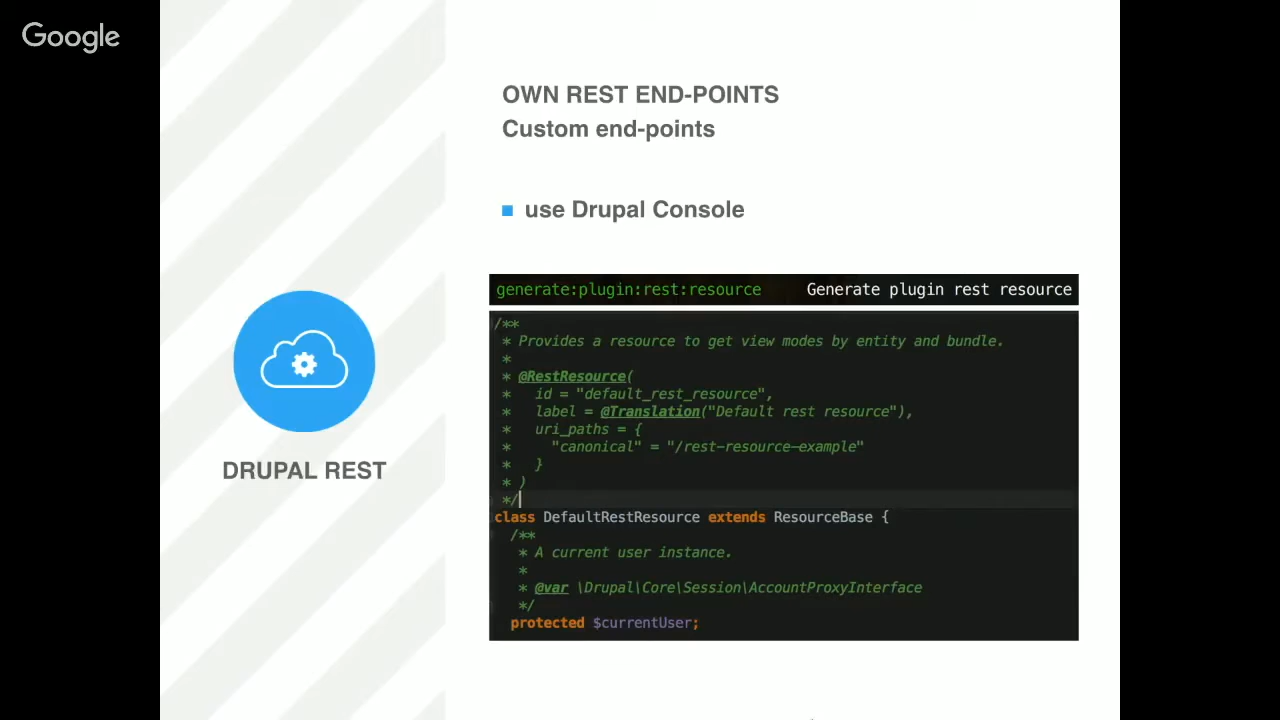 Google
OWN REST END-POINTS
Custom end-points
use Drupal Console
DRUPAL REST
generate:plugin:rest:resource Generate plugin rest resource
/**
* Provides a resource to get view modes by entity and bundle.
*
* @RestResource(
*   id = "default_rest_resource",
*   label = @Translation("Default rest resource"),
*   uri_paths = {
*     "canonical" = "/rest-resource-example"
*   }
* )
*/
class DefaultRestResource extends ResourceBase {
/**
* A current user instance.
*
* @var \Drupal\Core\Session\AccountProxyInterface
*/
protected $currentUser;